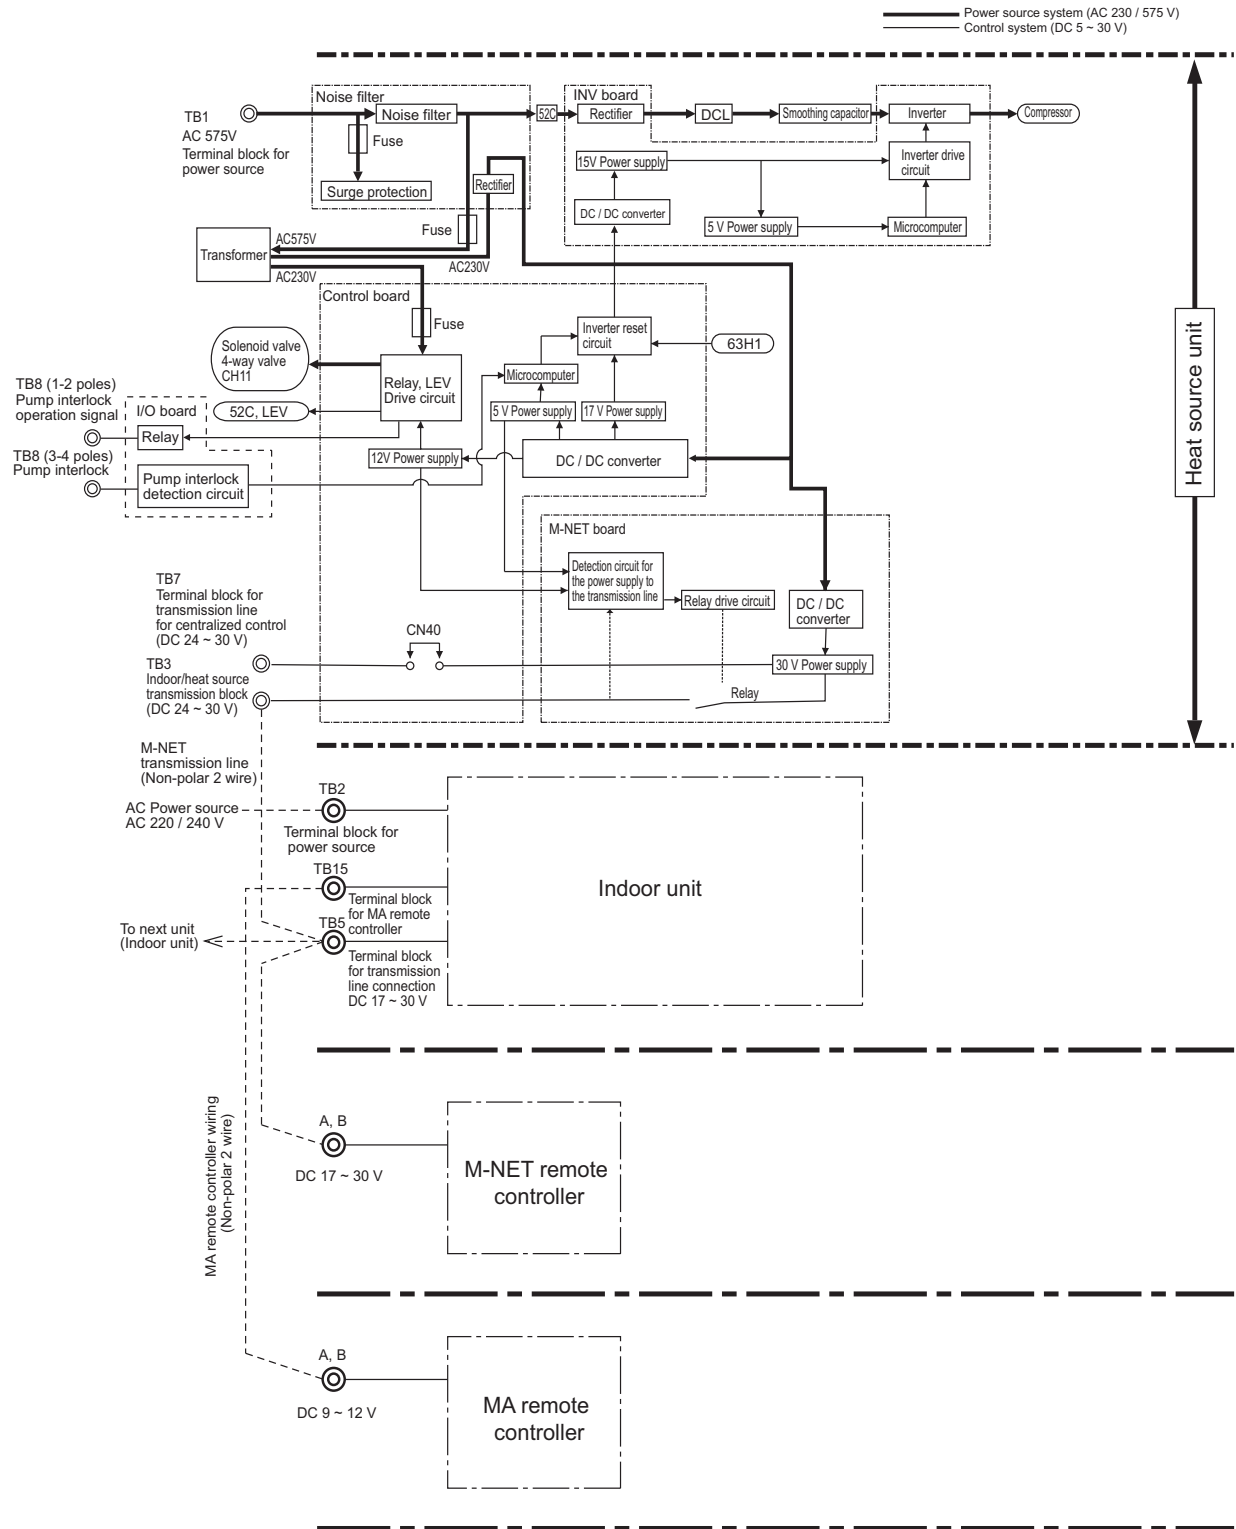 Power source system (AC 230 / 575 V)
Control system (DC 5 ~ 30 V)
Heat source unit
TB1
AC 575V
Terminal block for
power source
Noise filter
Noise filter
Fuse
Surge protection
Rectifier
Fuse
52C
INV board
Rectifier
DCL
Smoothing capacitor
Inverter
Compressor
15V Power supply
Inverter drive
circuit
DC / DC converter
5 V Power supply
Microcomputer
Transformer
AC575V
AC230V
AC230V
Control board
Fuse
Inverter reset
circuit
63H1
Solenoid valve
4-way valve
CH11
Relay, LEV
Drive circuit
Microcomputer
52C, LEV
5 V Power supply
17 V Power supply
12V Power supply
DC / DC converter
TB8 (1-2 poles)
Pump interlock
operation signal
I/O board
Relay
TB8 (3-4 poles)
Pump interlock
Pump interlock
detection circuit
M-NET board
Detection circuit for
the power supply to
the transmission line
Relay drive circuit
DC / DC
converter
30 V Power supply
Relay
TB7
Terminal block for
transmission line
for centralized control
(DC 24 ~ 30 V)
CN40
TB3
Indoor/heat source
transmission block
(DC 24 ~ 30 V)
M-NET
transmission line
(Non-polar 2 wire)
AC Power source
AC 220 / 240 V
TB2
Terminal block for
power source
TB15
Terminal block
for MA remote
controller
Indoor unit
To next unit
(Indoor unit)
TB5
Terminal block
for transmission
line connection
DC 17 ~ 30 V
MA remote controller wiring
(Non-polar 2 wire)
A, B
DC 17 ~ 30 V
M-NET remote
controller
A, B
DC 9 ~ 12 V
MA remote
controller